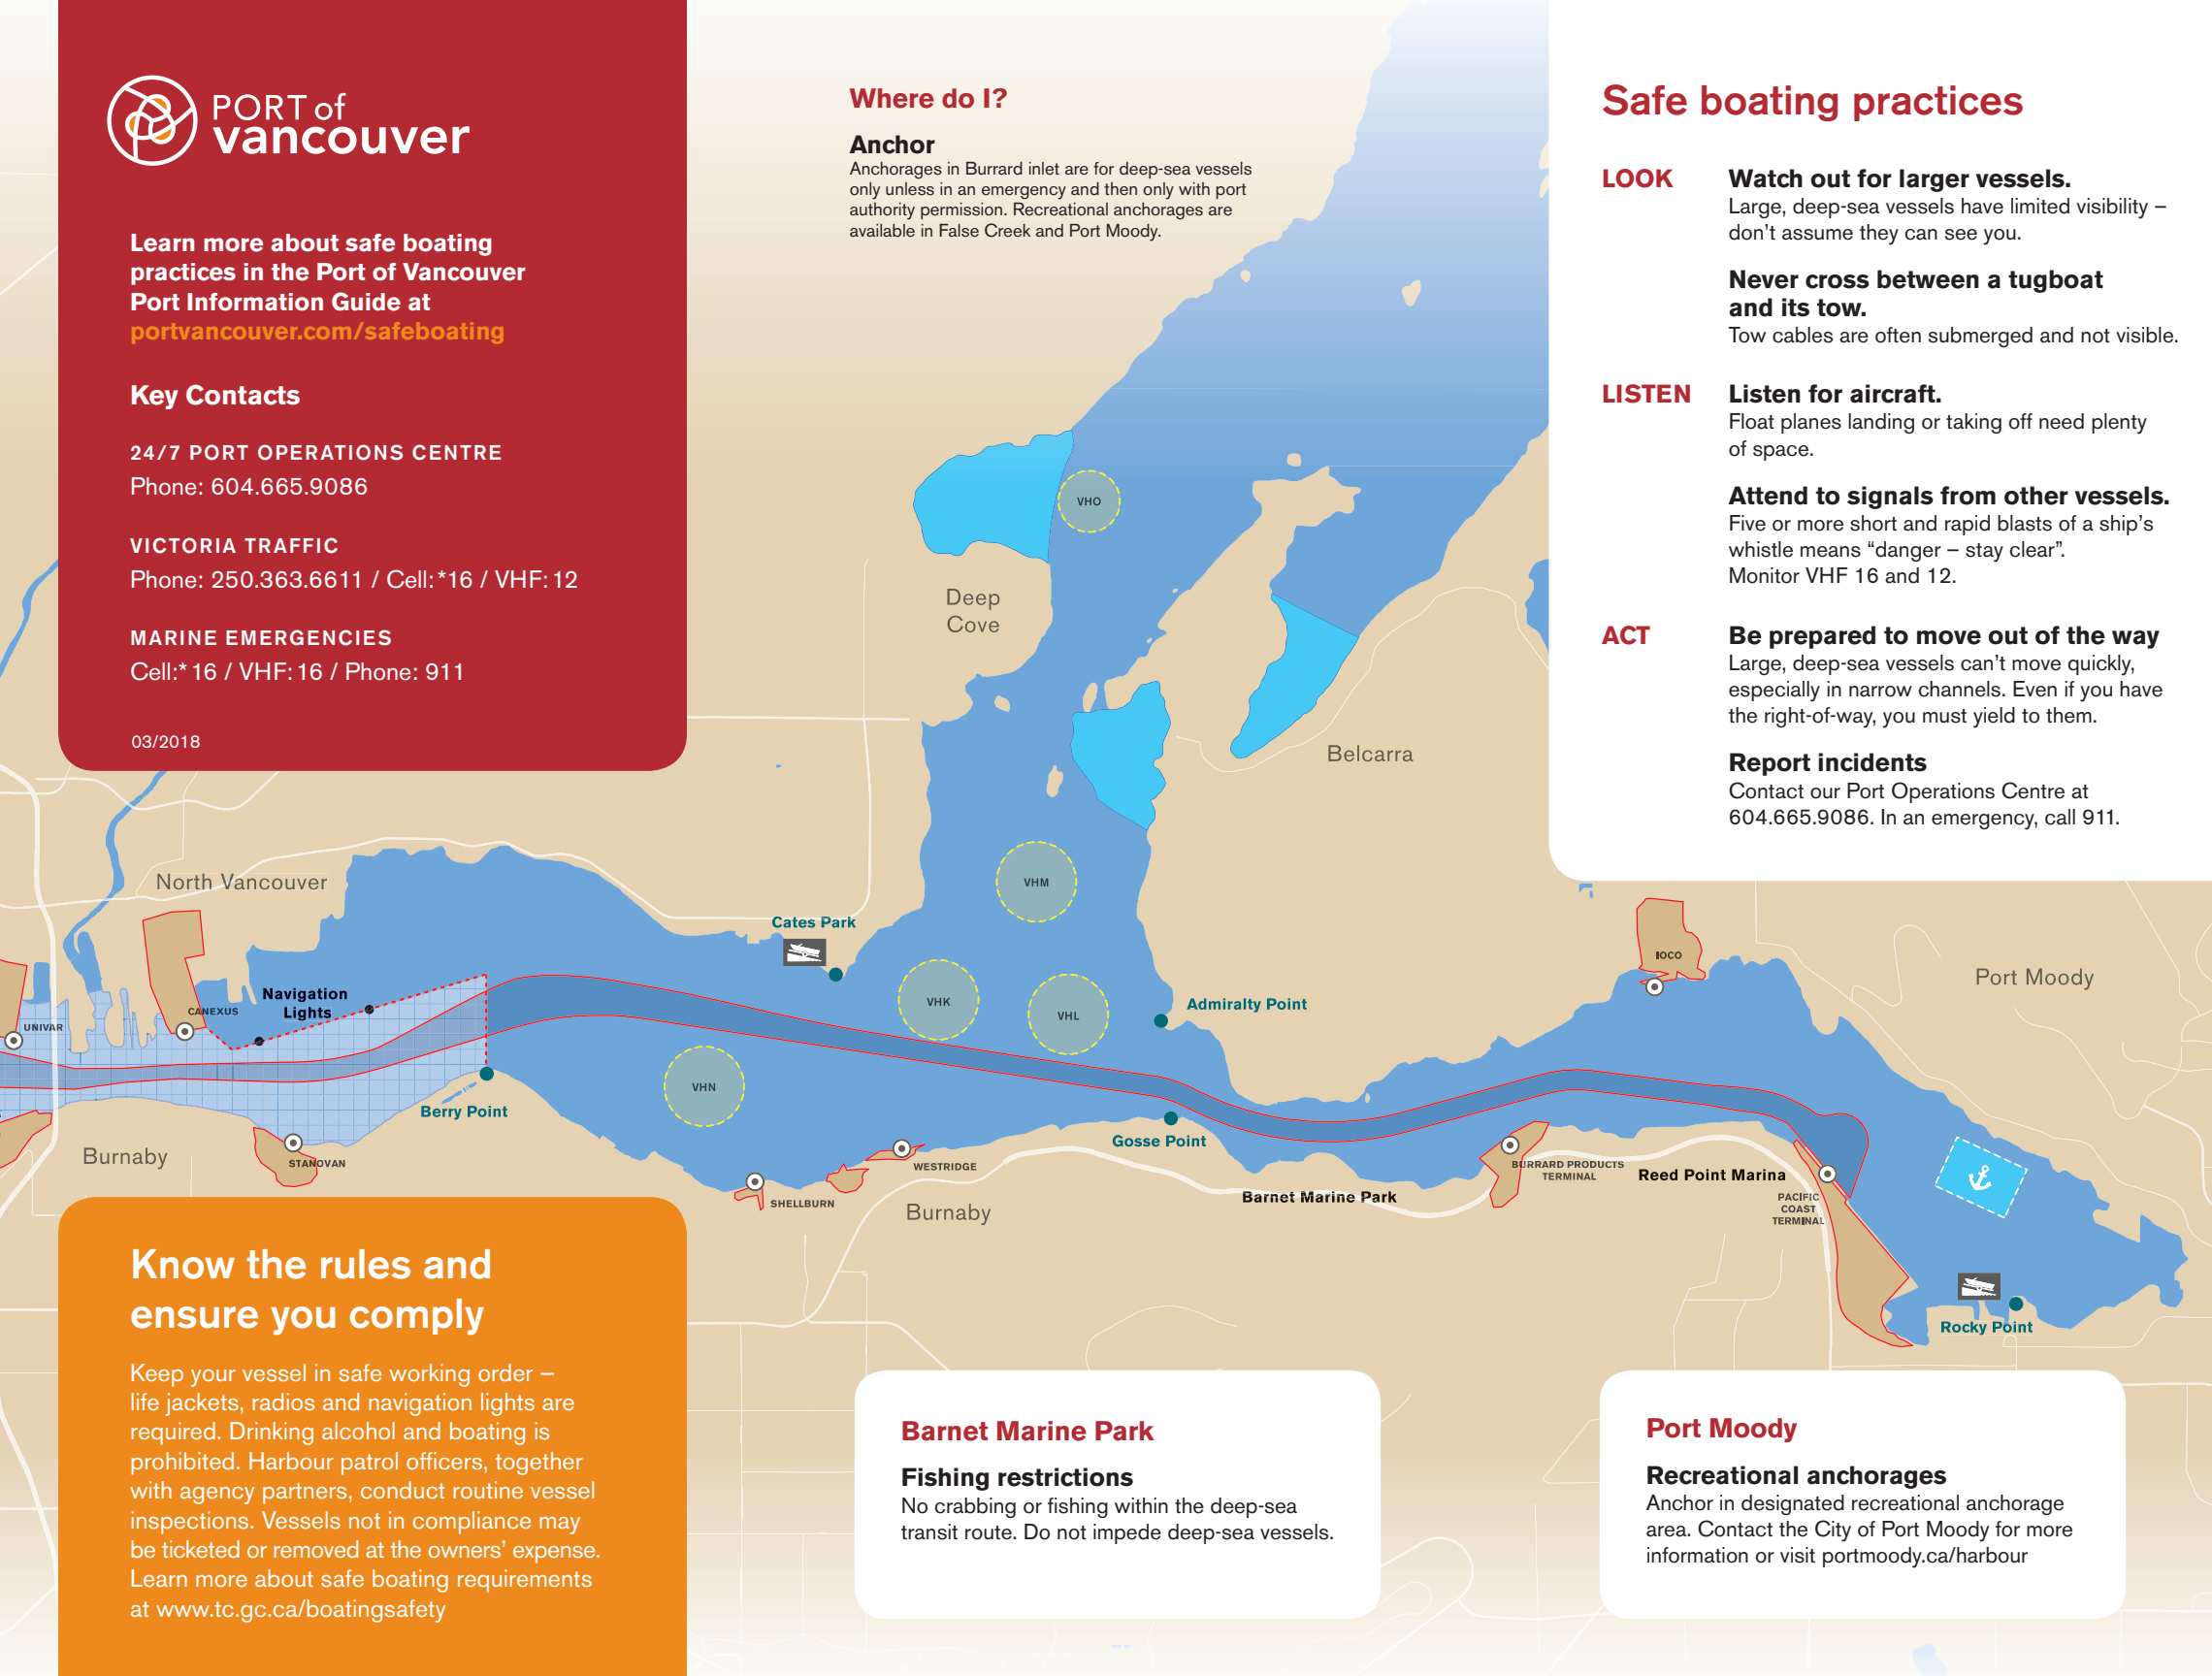 PORT of
vancouver
Learn more about safe boating
practices in the Port of Vancouver
Port Information Guide at
portvancouver.com/safeboating
Key Contacts
24/7 PORT OPERATIONS CENTRE
Phone: 604.665.9086
VICTORIA TRAFFIC
Phone: 250.363.6611 / Cell:*16 / VHF:12
MARINE EMERGENCIES
Cell:*16 / VHF:16 / Phone: 911
03/2018
Where do I?
Anchor
Anchorages in Burrard inlet are for deep-sea vessels
only unless in an emergency and then only with port
authority permission. Recreational anchorages are
available in False Creek and Port Moody.
Safe boating practices
LOOK
Watch out for larger vessels.
Large, deep-sea vessels have limited visibility –
don't assume they can see you.
Never cross between a tugboat
and its tow.
Tow cables are often submerged and not visible.
LISTEN
Listen for aircraft.
Float planes landing or taking off need plenty
of space.
Attend to signals from other vessels.
Five or more short and rapid blasts of a ship's
whistle means “danger – stay clear”.
Monitor VHF 16 and 12.
ACT
Be prepared to move out of the way
Large, deep-sea vessels can't move quickly,
especially in narrow channels. Even if you have
the right-of-way, you must yield to them.
Report incidents
Contact our Port Operations Centre at
604.665.9086. In an emergency, call 911.
VHO
Deep
Cove
Belcarra
VHM
North Vancouver
Cates Park
IOCO
Port Moody
Navigation
Lights
CANEXUS
UNIVAR
VHK
VHL
Admiralty Point
VHN
Berry Point
Gosse Point
Burnaby
STANOVAN
WESTRIDGE
SHELLBURN
Burnaby
Barnet Marine Park
BURRARD PRODUCTS
TERMINAL
Reed Point Marina
PACIFIC
COAST
TERMINAL
Rocky Point
Know the rules and
ensure you comply
Keep your vessel in safe working order –
life jackets, radios and navigation lights are
required. Drinking alcohol and boating is
prohibited. Harbour patrol officers, together
with agency partners, conduct routine vessel
inspections. Vessels not in compliance may
be ticketed or removed at the owners' expense.
Learn more about safe boating requirements
at www.tc.gc.ca/boatingsafety
Barnet Marine Park
Fishing restrictions
No crabbing or fishing within the deep-sea
transit route. Do not impede deep-sea vessels.
Port Moody
Recreational anchorages
Anchor in designated recreational anchorage
area. Contact the City of Port Moody for more
information or visit portmoody.ca/harbour